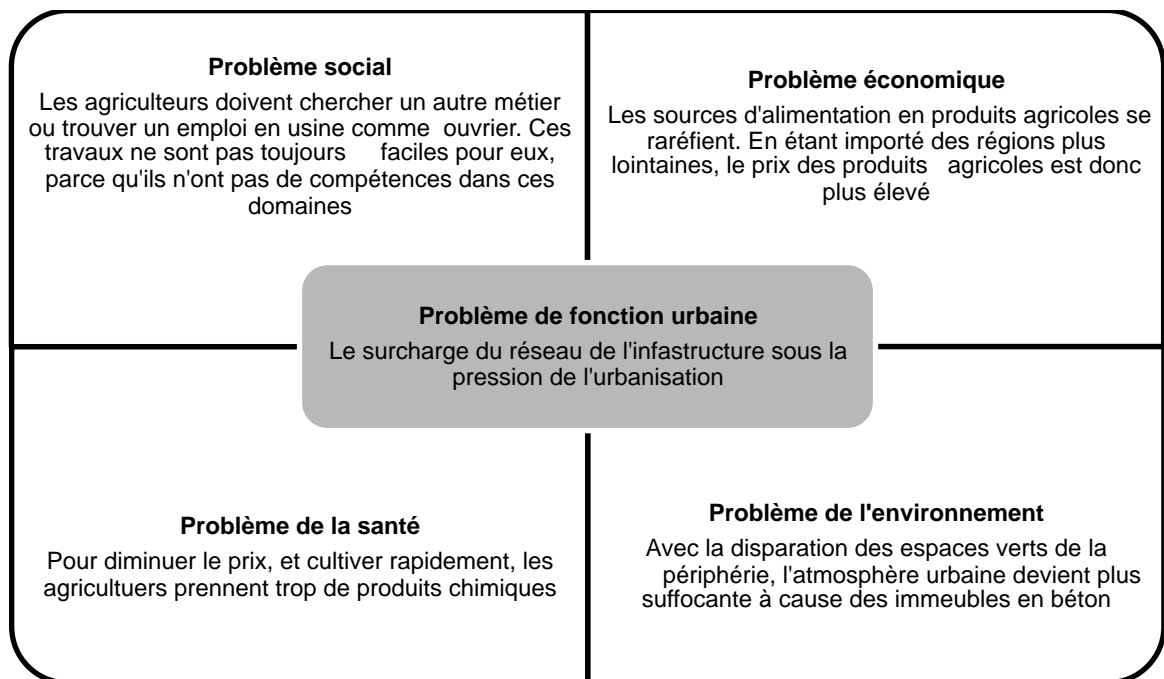 Problème social
Les agriculteurs doivent chercher un autre métier
ou trouver un emploi en usine comme ouvrier. Ces
travaux ne sont pas toujours faciles pour eux,
parce qu'ils n'ont pas de compétences dans ces
domaines
Problème économique
Les sources d'alimentation en produits agricoles se
raréfient. En étant importé des régions plus
lointaines, le prix des produits agricoles est donc
plus élevé
Problème de fonction urbaine
Le surcharge du réseau de l'infastructure sous la
pression de l'urbanisation
Problème de la santé
Pour diminuer le prix, et cultiver rapidement, les
agricultuers prennent trop de produits chimiques
Problème de l'environnement
Avec la disparation des espaces verts de la
périphérie, l'atmosphère urbaine devient plus
suffocante à cause des immeubles en béton